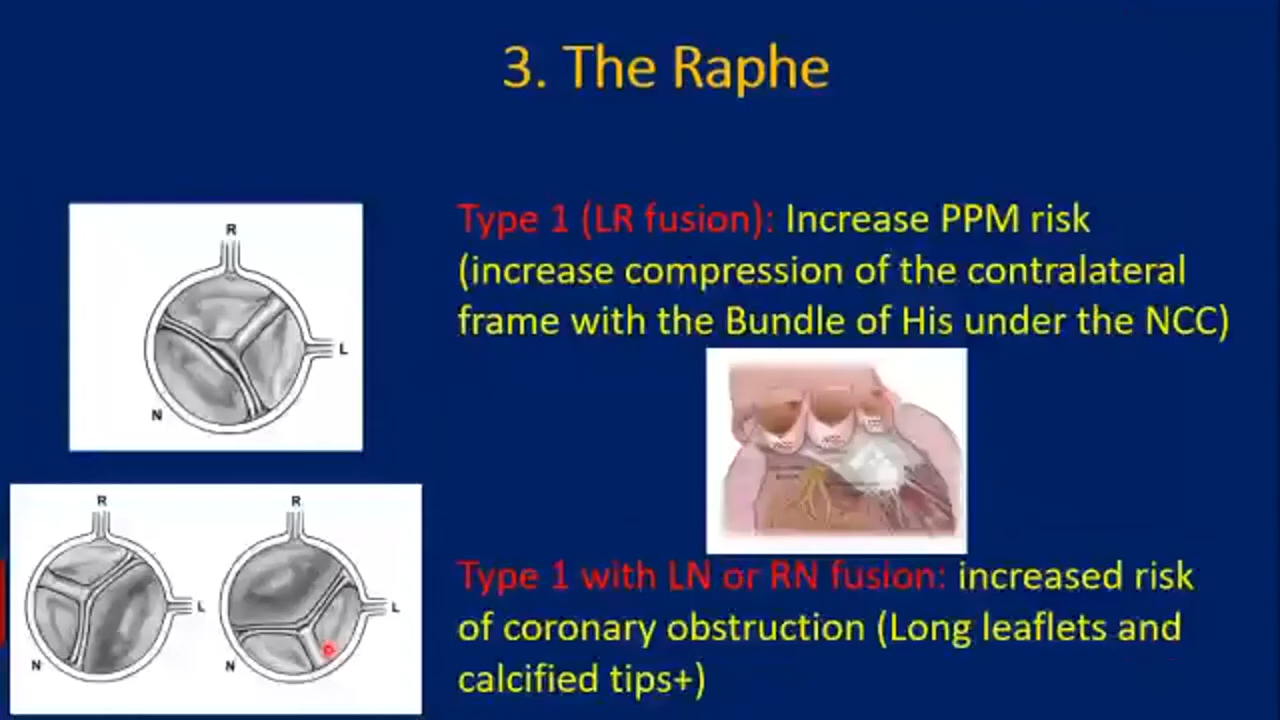 3. The Raphe
Type 1 (LR fusion): Increase PPM risk
(increase compression of the contralateral
frame with the Bundle of His under the NCC)
R
L
N
Type 1 with LN or RN fusion: increased risk
of coronary obstruction (Long leaflets and
calcified tips+)
R
L
N
R
L
N